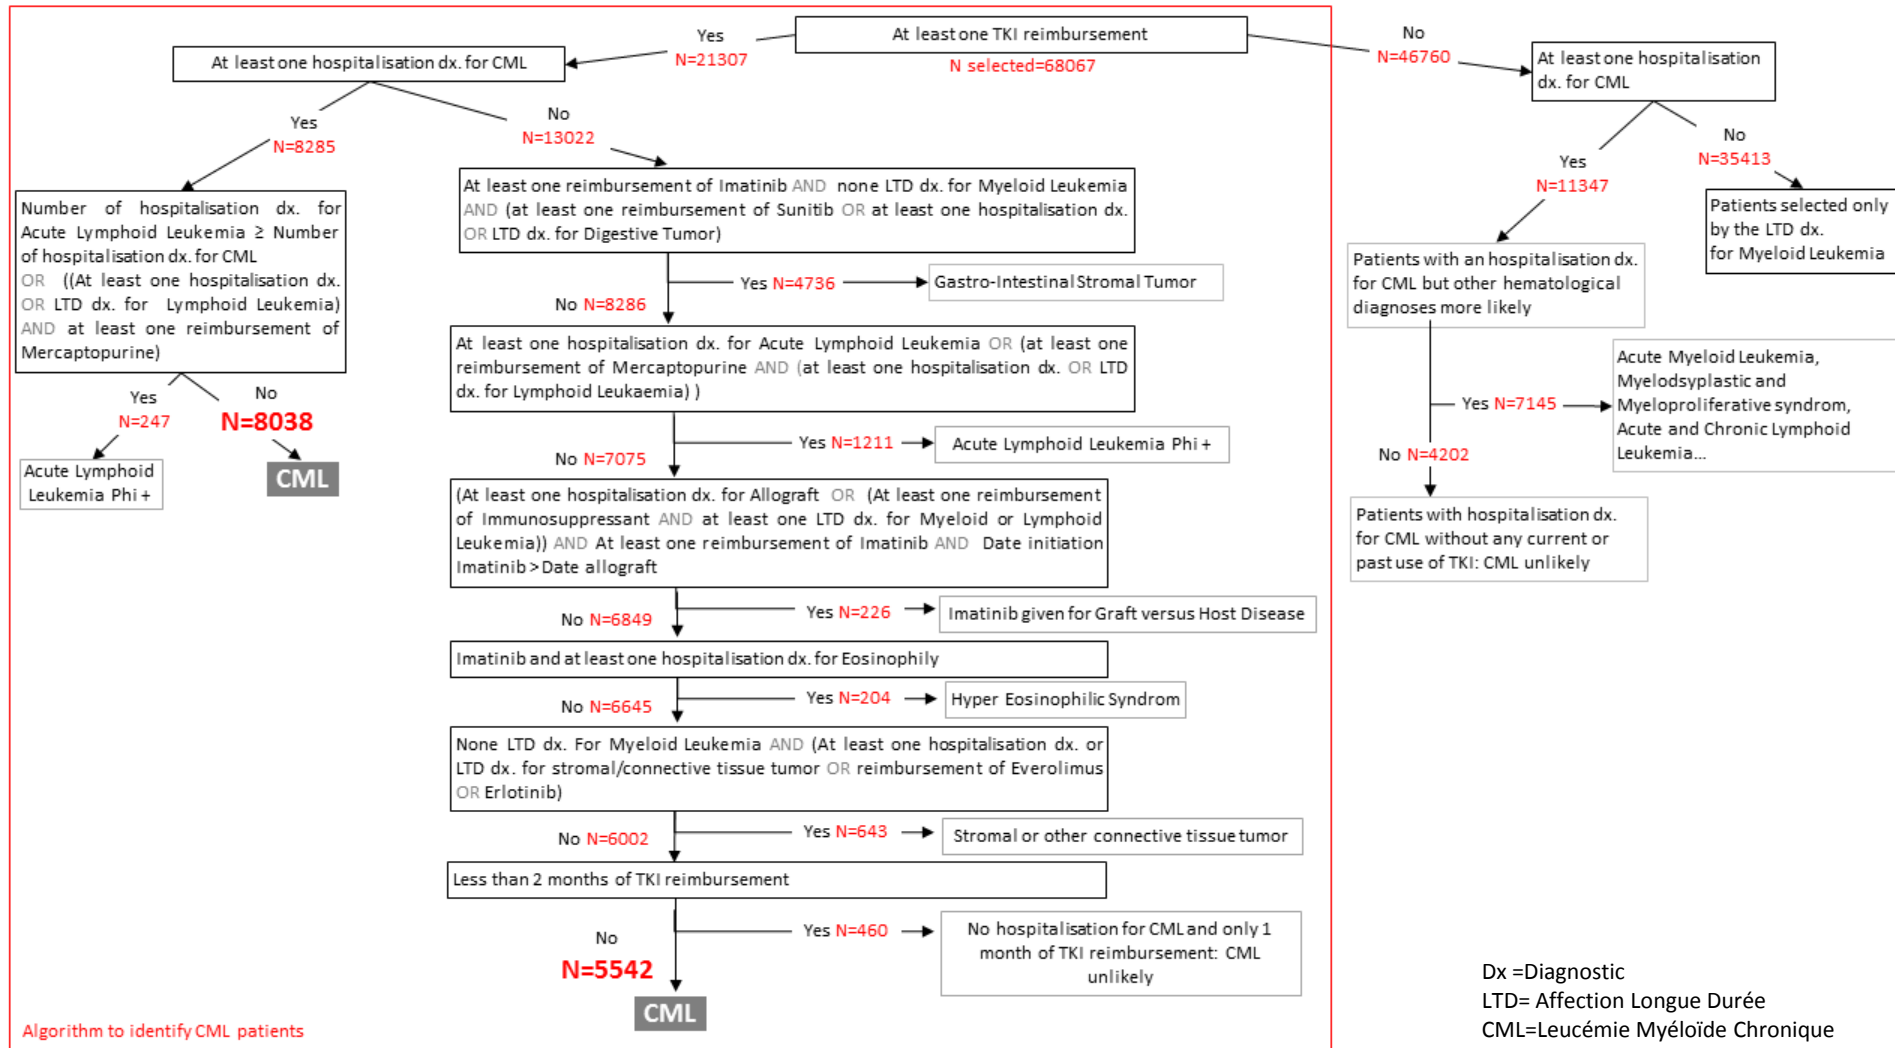 At least one TKI reimbursement
N selected=68067
Yes
N=21307
No
N=46760
At least one hospitalisation dx. for CML
Yes
N=8285
No
N=13022
Number of hospitalisation dx. for
Acute Lymphoid Leukemia ≥ Number
of hospitalisation dx. for CML
OR ((At least one hospitalisation dx.
OR LTD dx. for Lymphoid Leukemia)
AND at least one reimbursement of
Mercaptopurine)
Yes
N=247
No
N=8038
Acute Lymphoid
Leukemia Phi +
CML
At least one reimbursement of Imatinib AND none LTD dx. for Myeloid Leukemia
AND (at least one reimbursement of Sunitib OR at least one hospitalisation dx.
OR LTD dx. for Digestive Tumor)
Yes N=4736
Gastro-Intestinal Stromal Tumor
No N=8286
At least one hospitalisation dx. for Acute Lymphoid Leukemia OR (at least one
reimbursement of Mercaptopurine AND (at least one hospitalisation dx. OR LTD
dx. for Lymphoid Leukaemia) )
Yes N=1211
Acute Lymphoid Leukemia Phi +
No N=7075
(At least one hospitalisation dx. for Allograft OR (At least one reimbursement
of Immunosuppressant AND at least one LTD dx. for Myeloid or Lymphoid
Leukemia)) AND At least one reimbursement of Imatinib AND Date initiation
Imatinib > Date allograft
Yes N=226
Imatinib given for Graft versus Host Disease
No N=6849
Imatinib and at least one hospitalisation dx. for Eosinophily
Yes N=204
Hyper Eosinophilic Syndrom
No N=6645
None LTD dx. For Myeloid Leukemia AND (At least one hospitalisation dx. or
LTD dx. for stromal/connective tissue tumor OR reimbursement of Everolimus
OR Erlotinib)
Yes N=643
Stromal or other connective tissue tumor
No N=6002
Less than 2 months of TKI reimbursement
Yes N=460
No hospitalisation for CML and only 1
month of TKI reimbursement: CML
unlikely
No
N=5542
CML
Algorithm to identify CML patients
At least one hospitalisation
dx. for CML
Yes
N=11347
No
N=35413
Patients selected only
by the LTD dx.
for Myeloid Leukemia
Patients with an hospitalisation dx.
for CML but other hematological
diagnoses more likely
Yes N=7145
Acute Myeloid Leukemia,
Myelodsyplastic and
Myeloproliferative syndrom,
Acute and Chronic Lymphoid
Leukemia...
No N=4202
Patients with hospitalisation dx.
for CML without any current or
past use of TKI: CML unlikely
Dx =Diagnostic
LTD= Affection Longue Durée
CML=Leucémie Myéloïde Chronique